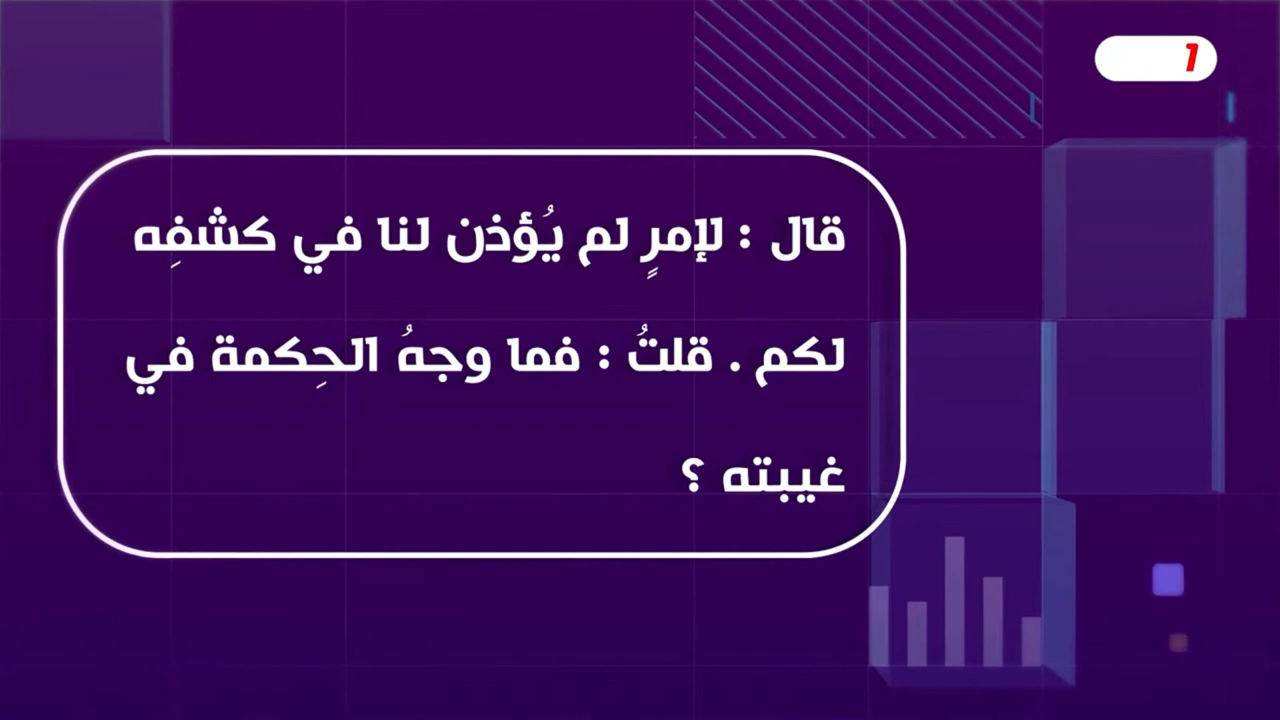 1
قال : لإمرٍ لم يُؤذن لنا في كشفِه
لكم . قلتُ : فما وجهُ الحِكمة في
غيبته ؟